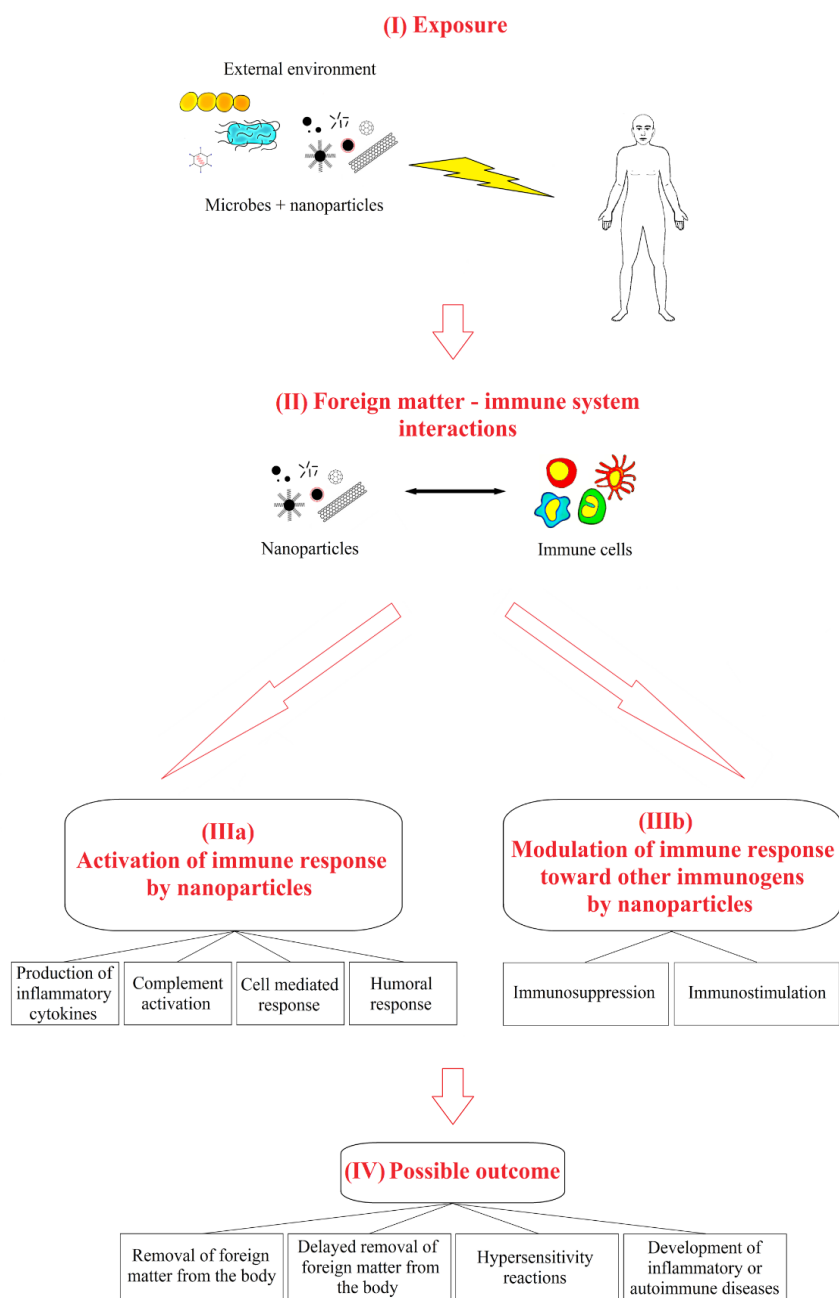 (I) Exposure
External environment
Microbes + nanoparticles
(II) Foreign matter - immune system
interactions
Nanoparticles
Immune cells
(IIIa)
Activation of immune response
by nanoparticles
Production of
inflammatory
cytokines
Complement
activation
Cell mediated
response
Humoral
response
(IIIb)
Modulation of immune response
toward other immunogens
by nanoparticles
Immunosuppression
Immunostimulation
(IV) Possible outcome
Removal of foreign
matter from the body
Delayed removal of
foreign matter from
the body
Hypersensitivity
reactions
Development of
inflammatory or
autoimmune diseases